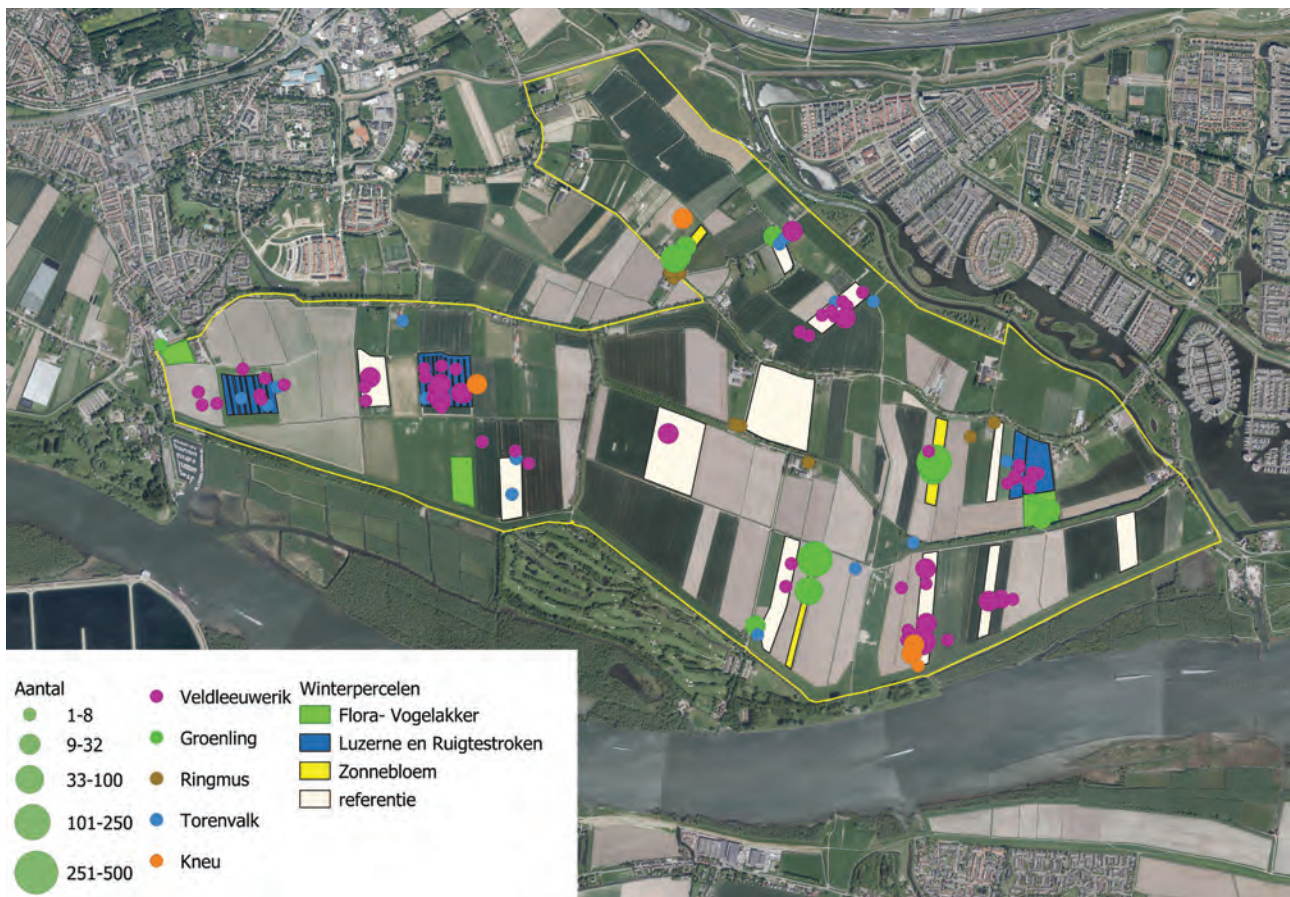 Aantal
1-8
9-32
33-100
101-250
251-500
Veldleeuwerik
Groenling
Ringmus
Torenvalk
Kneu
Winterpercelen
Flora- Vogelakker
Luzerne en Ruigtestroken
Zonnebloem
referentie